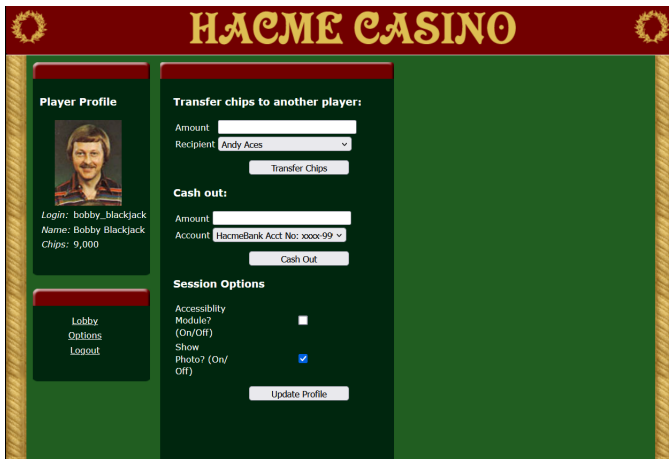 HACME CASINO
Player Profile
Login: bobby_blackjack
Name: Bobby Blackjack
Chips: 9,000
Lobby
Options
Logout
Transfer chips to another player:
Amount
Recipient Andy Aces
Transfer Chips
Cash out:
Amount
Account HacmeBank Acct No: xxxx-99
Cash Out
Session Options
Accessiblity
Module?
(On/Off)
Show
Photo? (On/
Off)
Update Profile